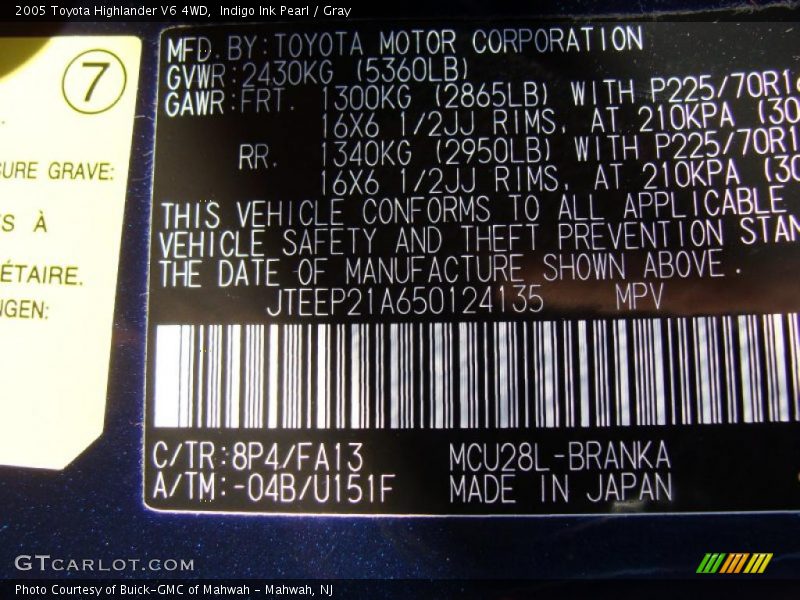 2005 Toyota Highlander V6 4WD, Indigo Ink Pearl / Gray
7
URE GRAVE:
S À
ÉTAIRE.
NGEN:
MFD. BY: TOYOTA MOTOR CORPORATION
GVWR: 2430KG (5360LB)
GAWR: FRT. 1300KG (2865LB) WITH P225/70R16
16X6 1/2JJ RIMS, AT 210KPA (30
RR. 1340KG (2950LB) WITH P225/70R1
16X6 1/2JJ RIMS, AT 210KPA (30
THIS VEHICLE CONFORMS TO ALL APPLICABLE
VEHICLE SAFETY AND THEFT PREVENTION STAN
THE DATE OF MANUFACTURE SHOWN ABOVE.
JTEEP21A650124135 MPV
C/TR: 8P4/FA13 MCU28L-BRANKA
A/TM: -04B/U151F MADE IN JAPAN
GTCARLOT.COM
Photo Courtesy of Buick-GMC of Mahwah - Mahwah, NJ